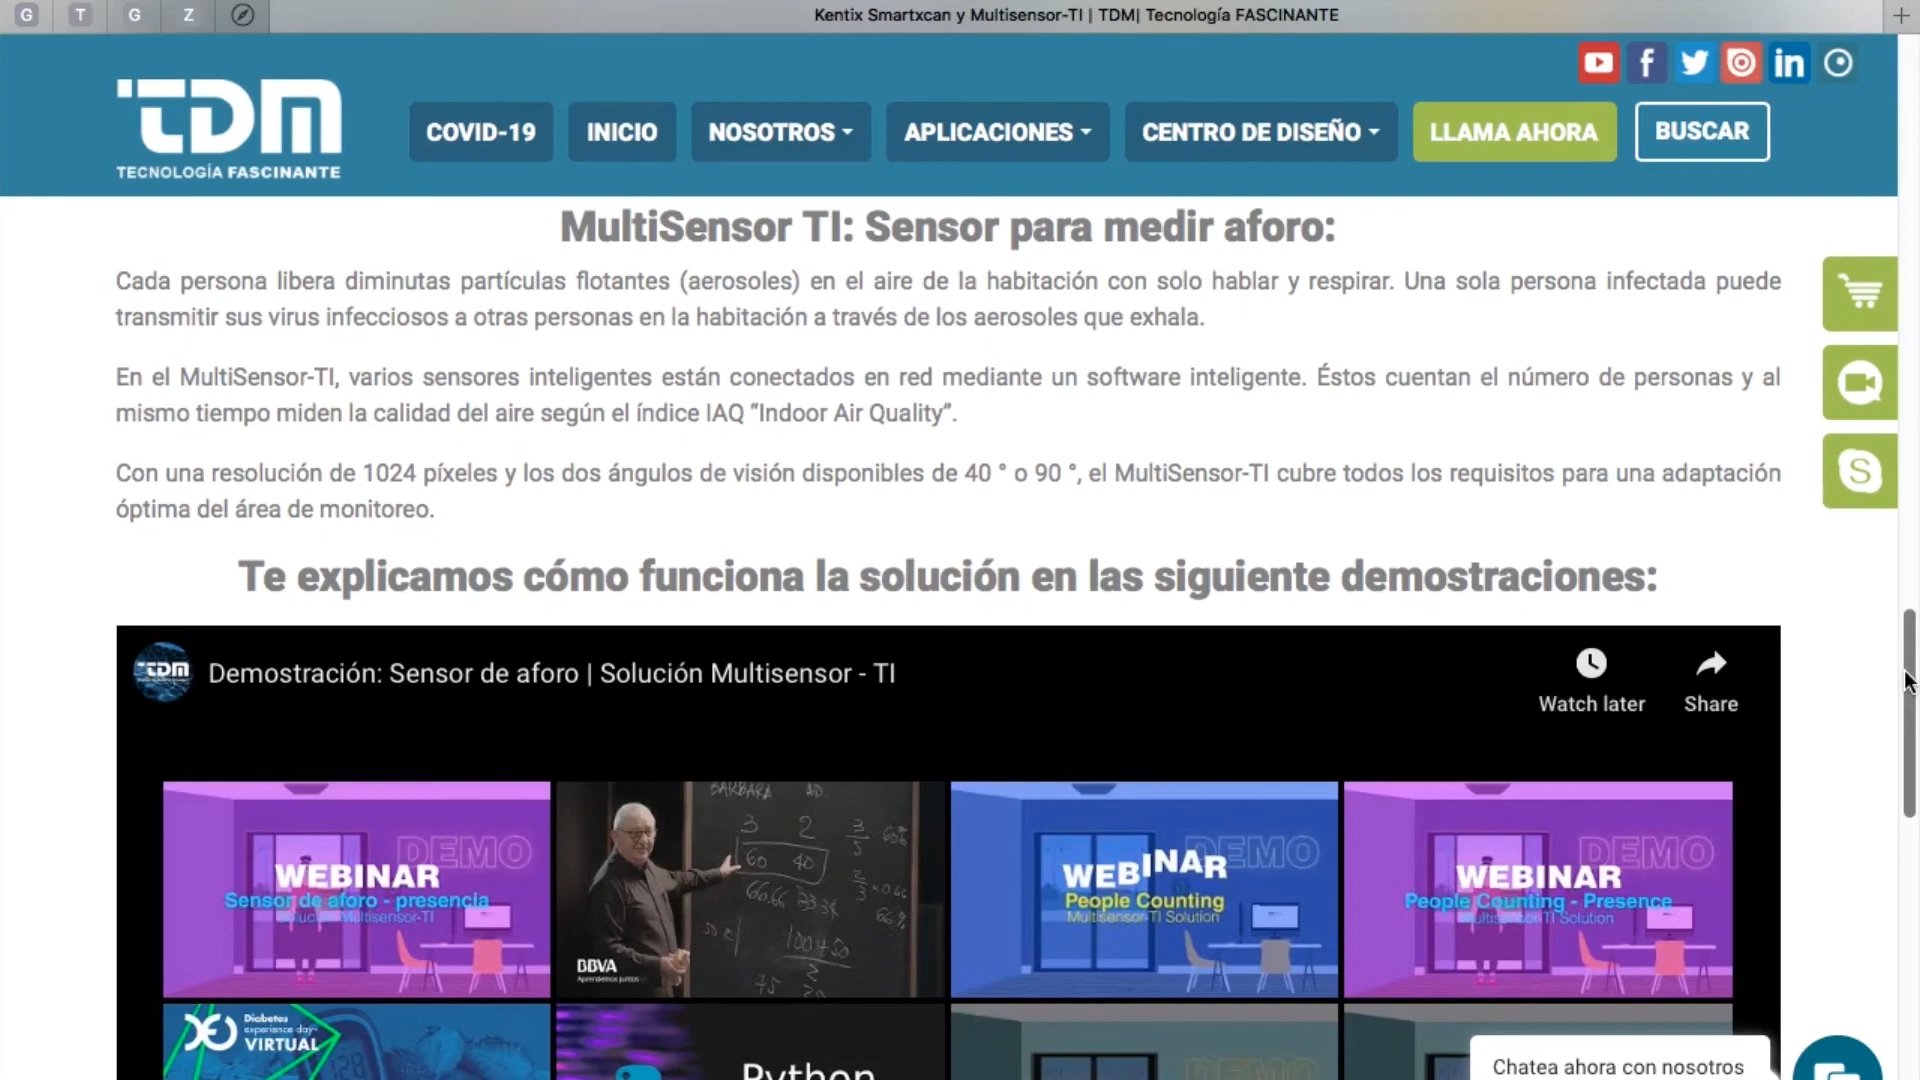 G T G Z
Kentix Smartxcan y Multisensor-TI | TDM| Tecnología FASCINANTE
TDM
TECNOLOGÍA FASCINANTE
COVID-19
INICIO
NOSOTROS
APLICACIONES
CENTRO DE DISEÑO
LLAMA AHORA
BUSCAR
MultiSensor TI: Sensor para medir aforo:
Cada persona libera diminutas partículas flotantes (aerosoles) en el aire de la habitación con solo hablar y respirar. Una sola persona infectada puede
transmitir sus virus infecciosos a otras personas en la habitación a través de los aerosoles que exhala.
En el MultiSensor-TI, varios sensores inteligentes están conectados en red mediante un software inteligente. Éstos cuentan el número de personas y al
mismo tiempo miden la calidad del aire según el índice IAQ “Indoor Air Quality”.
Con una resolución de 1024 píxeles y los dos ángulos de visión disponibles de 40 ° o 90 °, el MultiSensor-TI cubre todos los requisitos para una adaptación
óptima del área de monitoreo.
Te explicamos cómo funciona la solución en las siguiente demostraciones:
TDM
Demostración: Sensor de aforo | Solución Multisensor - TI
Watch later
Share
DEMO
WEBINAR
Sensor de aforo - presencia
Solución Multisensor-TI
BARBARA
3 2
60 40
66.66 33.34
100+50
2
BBVA
Aprendemos juntos
DEMO
WEBINAR
People Counting
Multisensor-TI Solution
DEMO
WEBINAR
People Counting - Presence
Multisensor-TI Solution
Diabetes
experience day
VIRTUAL
Python
DEMO
Chatea ahora con nosotros